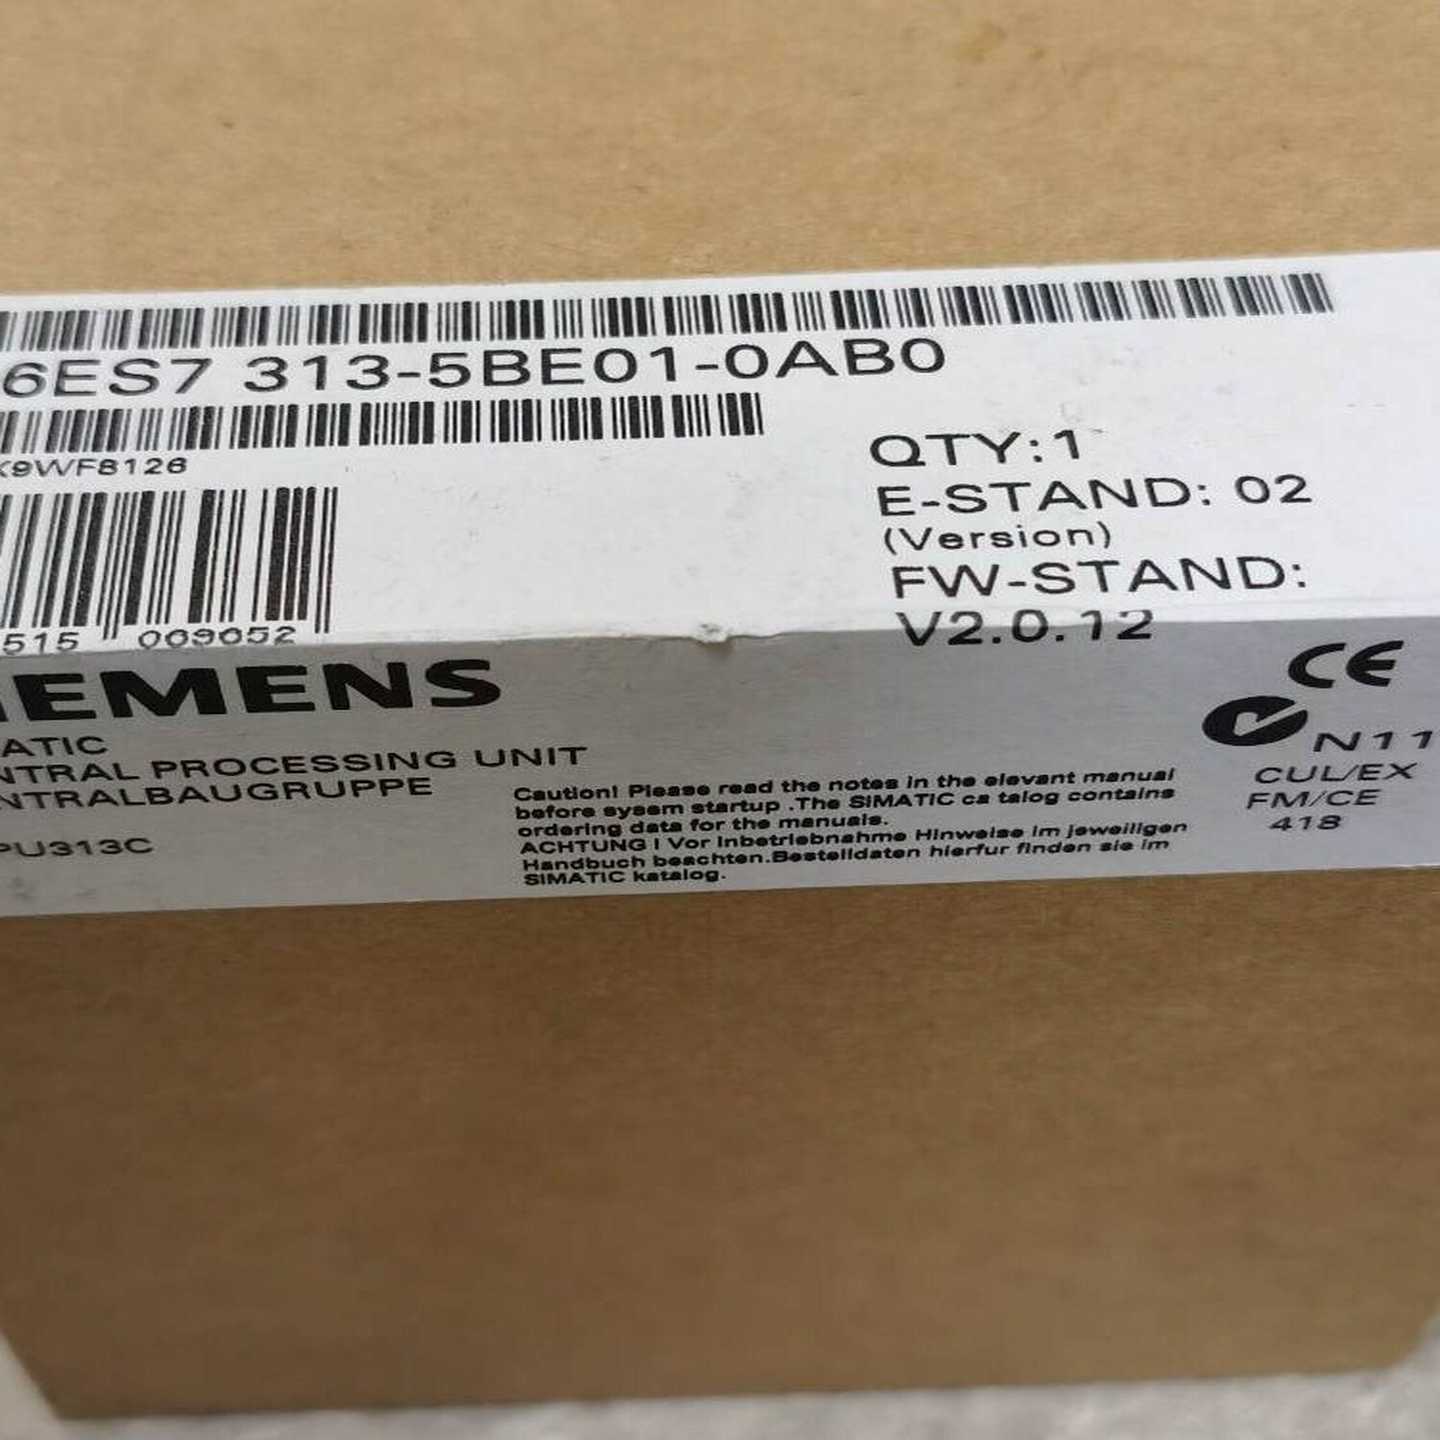 6ES7 313-5BE01-0AB0
K9WF8126
QTY:1
E-STAND: 02
(Version)
FW-STAND:
V2.0.12
515 069052
IEMENS
ATIC
NTRAL PROCESSING UNIT
NTRALBAUGRUPPE
PU313C
Caution! Please read the notes in the elevant manual
before sysem startup .The SIMATIC ca talog contains
ordering data for the manuals.
ACHTUNG ! Vor Inbetriebnahme Hinweise im jeweiligen
Handbuch beachten.Bestelldaten hierfur finden sie im
SIMATIC katalog.
CE
N11
CUL/EX
FM/CE
418